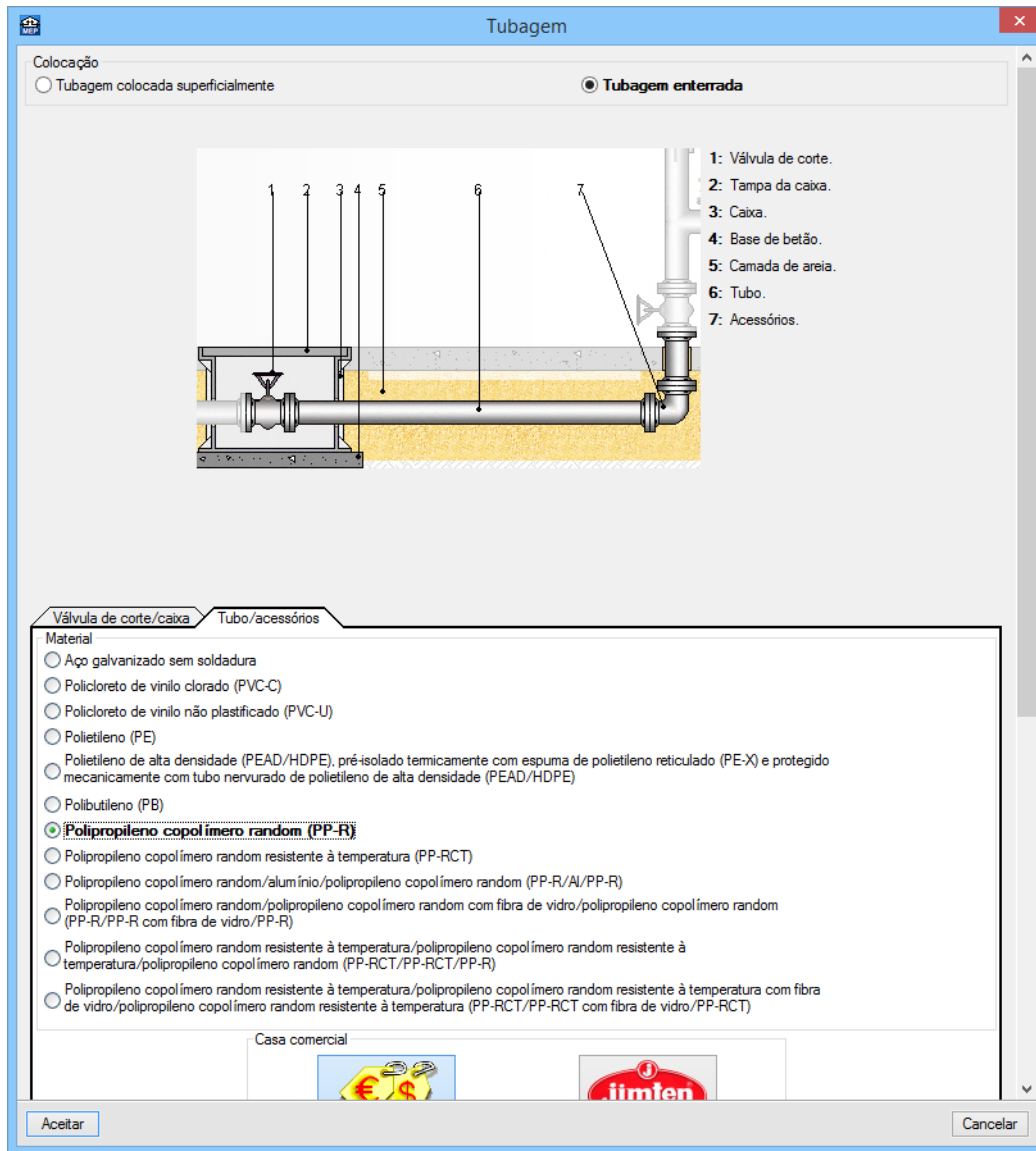 MEP
Tubagem
Colocação
Tubagem colocada superficialmente
Tubagem enterrada
1 2 3 4 5 6 7
1: Válvula de corte.
2: Tampa da caixa.
3: Caixa.
4: Base de betão.
5: Camada de areia.
6: Tubo.
7: Acessórios.
Válvula de corte/caixa
Tubo/acessórios
Material
Aço galvanizado sem soldadura
Policloreto de vinilo clorado (PVC-C)
Policloreto de vinilo não plastificado (PVC-U)
Polietileno (PE)
Polietileno de alta densidade (PEAD/HDPE), pré-isolado termicamente com espuma de polietileno reticulado (PE-X) e protegido
mecanicamente com tubo nervurado de polietileno de alta densidade (PEAD/HDPE)
Polibutileno (PB)
Polipropileno copolímero random (PP-R)
Polipropileno copolímero random resistente à temperatura (PP-RCT)
Polipropileno copolímero random/alumínio/polipropileno copolímero random (PP-R/Al/PP-R)
Polipropileno copolímero random/polipropileno copolímero random com fibra de vidro/polipropileno copolímero random
(PP-R/PP-R com fibra de vidro/PP-R)
Polipropileno copolímero random resistente à temperatura/polipropileno copolímero random resistente à
temperatura/polipropileno copolímero random (PP-RCT/PP-RCT/PP-R)
Polipropileno copolímero random resistente à temperatura/polipropileno copolímero random resistente à temperatura com fibra
de vidro/polipropileno copolímero random resistente à temperatura (PP-RCT/PP-RCT com fibra de vidro/PP-RCT)
Casa comercial
€ $
J
jimten
Aceitar
Cancelar